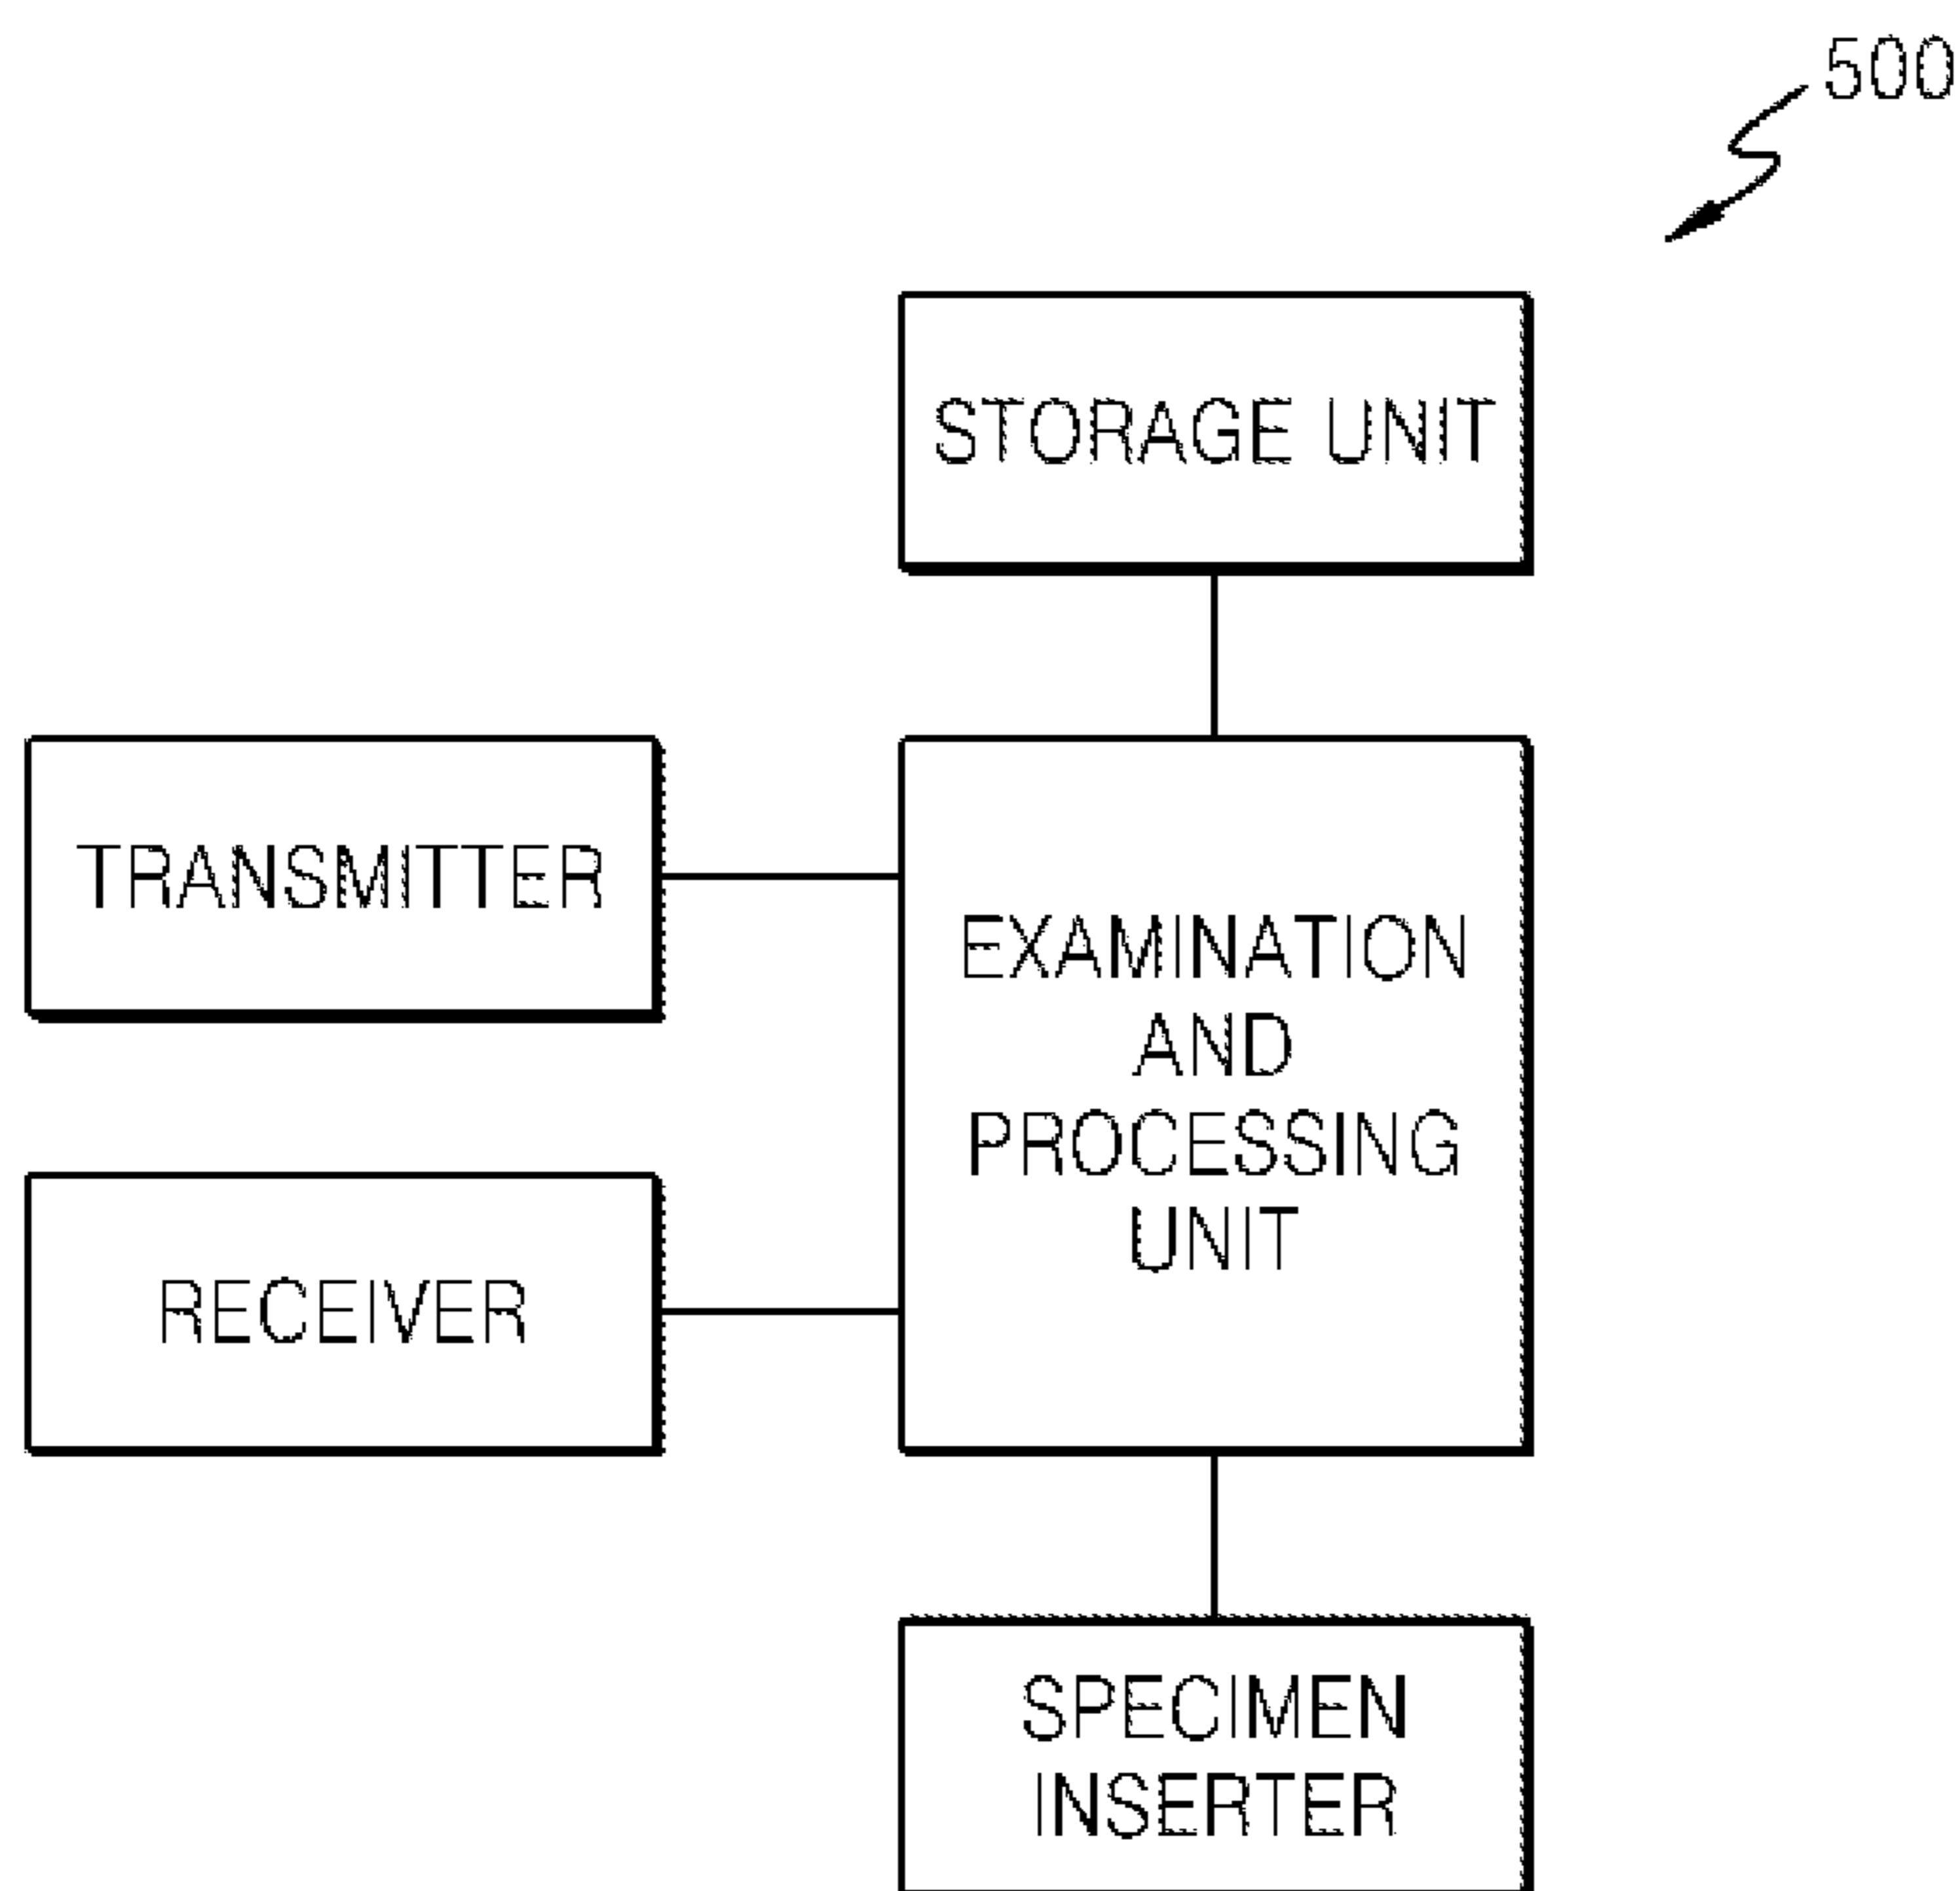 500
STORAGE UNIT
TRANSMITTER
EXAMINATION
AND
PROCESSING
UNIT
RECEIVER
SPECIMEN
INSERTER